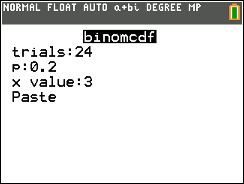 NORMAL FLOAT AUTO a+bi DEGREE MP
binomcdf
trials:24
p:0.2
x value:3
Paste